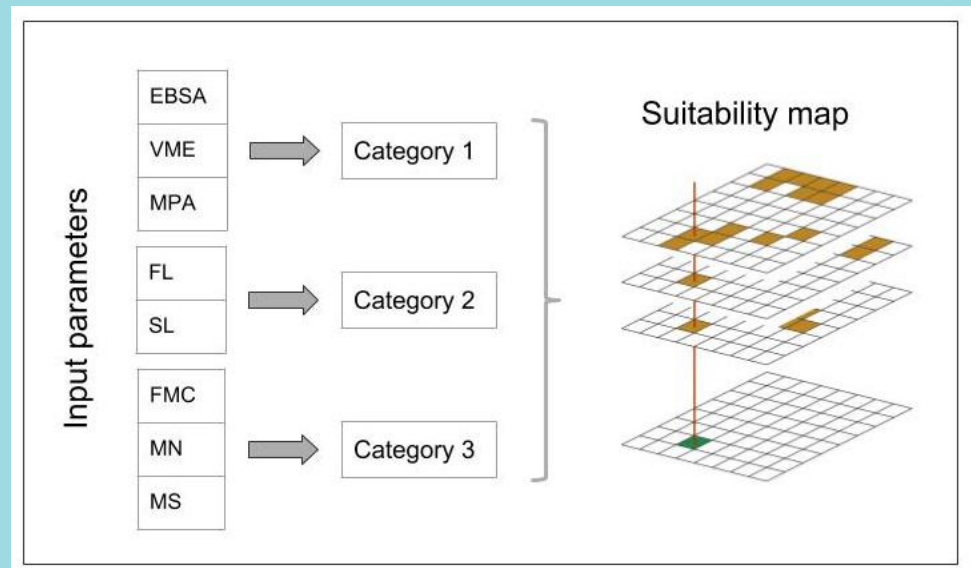 Input parameters
EBSA
VME
MPA
FL
SL
FMC
MN
MS
Category 1
Category 2
Category 3
Suitability map